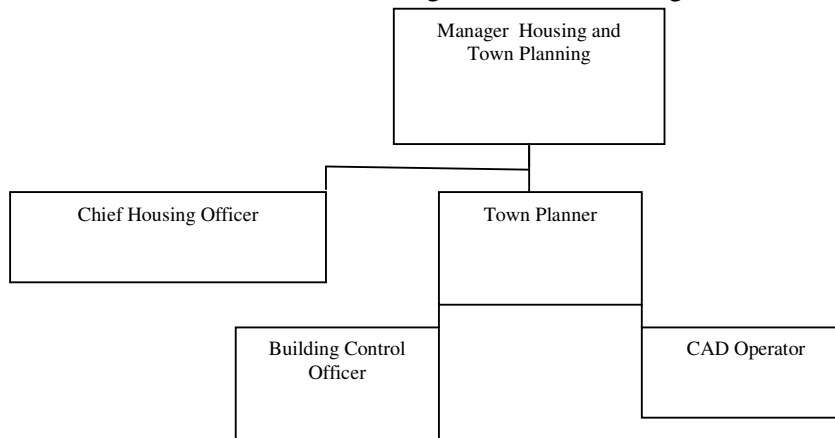 Manager Housing and
Town Planning
Chief Housing Officer
Town Planner
Building Control
Officer
CAD Operator